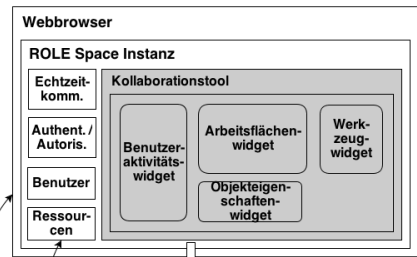 Webbrowser
ROLE Space Instanz
Echtzeit-
komm.
Authent. /
Autoris.
Benutzer
Ressour-
cen
Kollaborationstool
Benutzer-
aktivitäts-
widget
Arbeitsflächen-
widget
Objekteigen-
schaften-
widget
Werk-
zeug-
widget